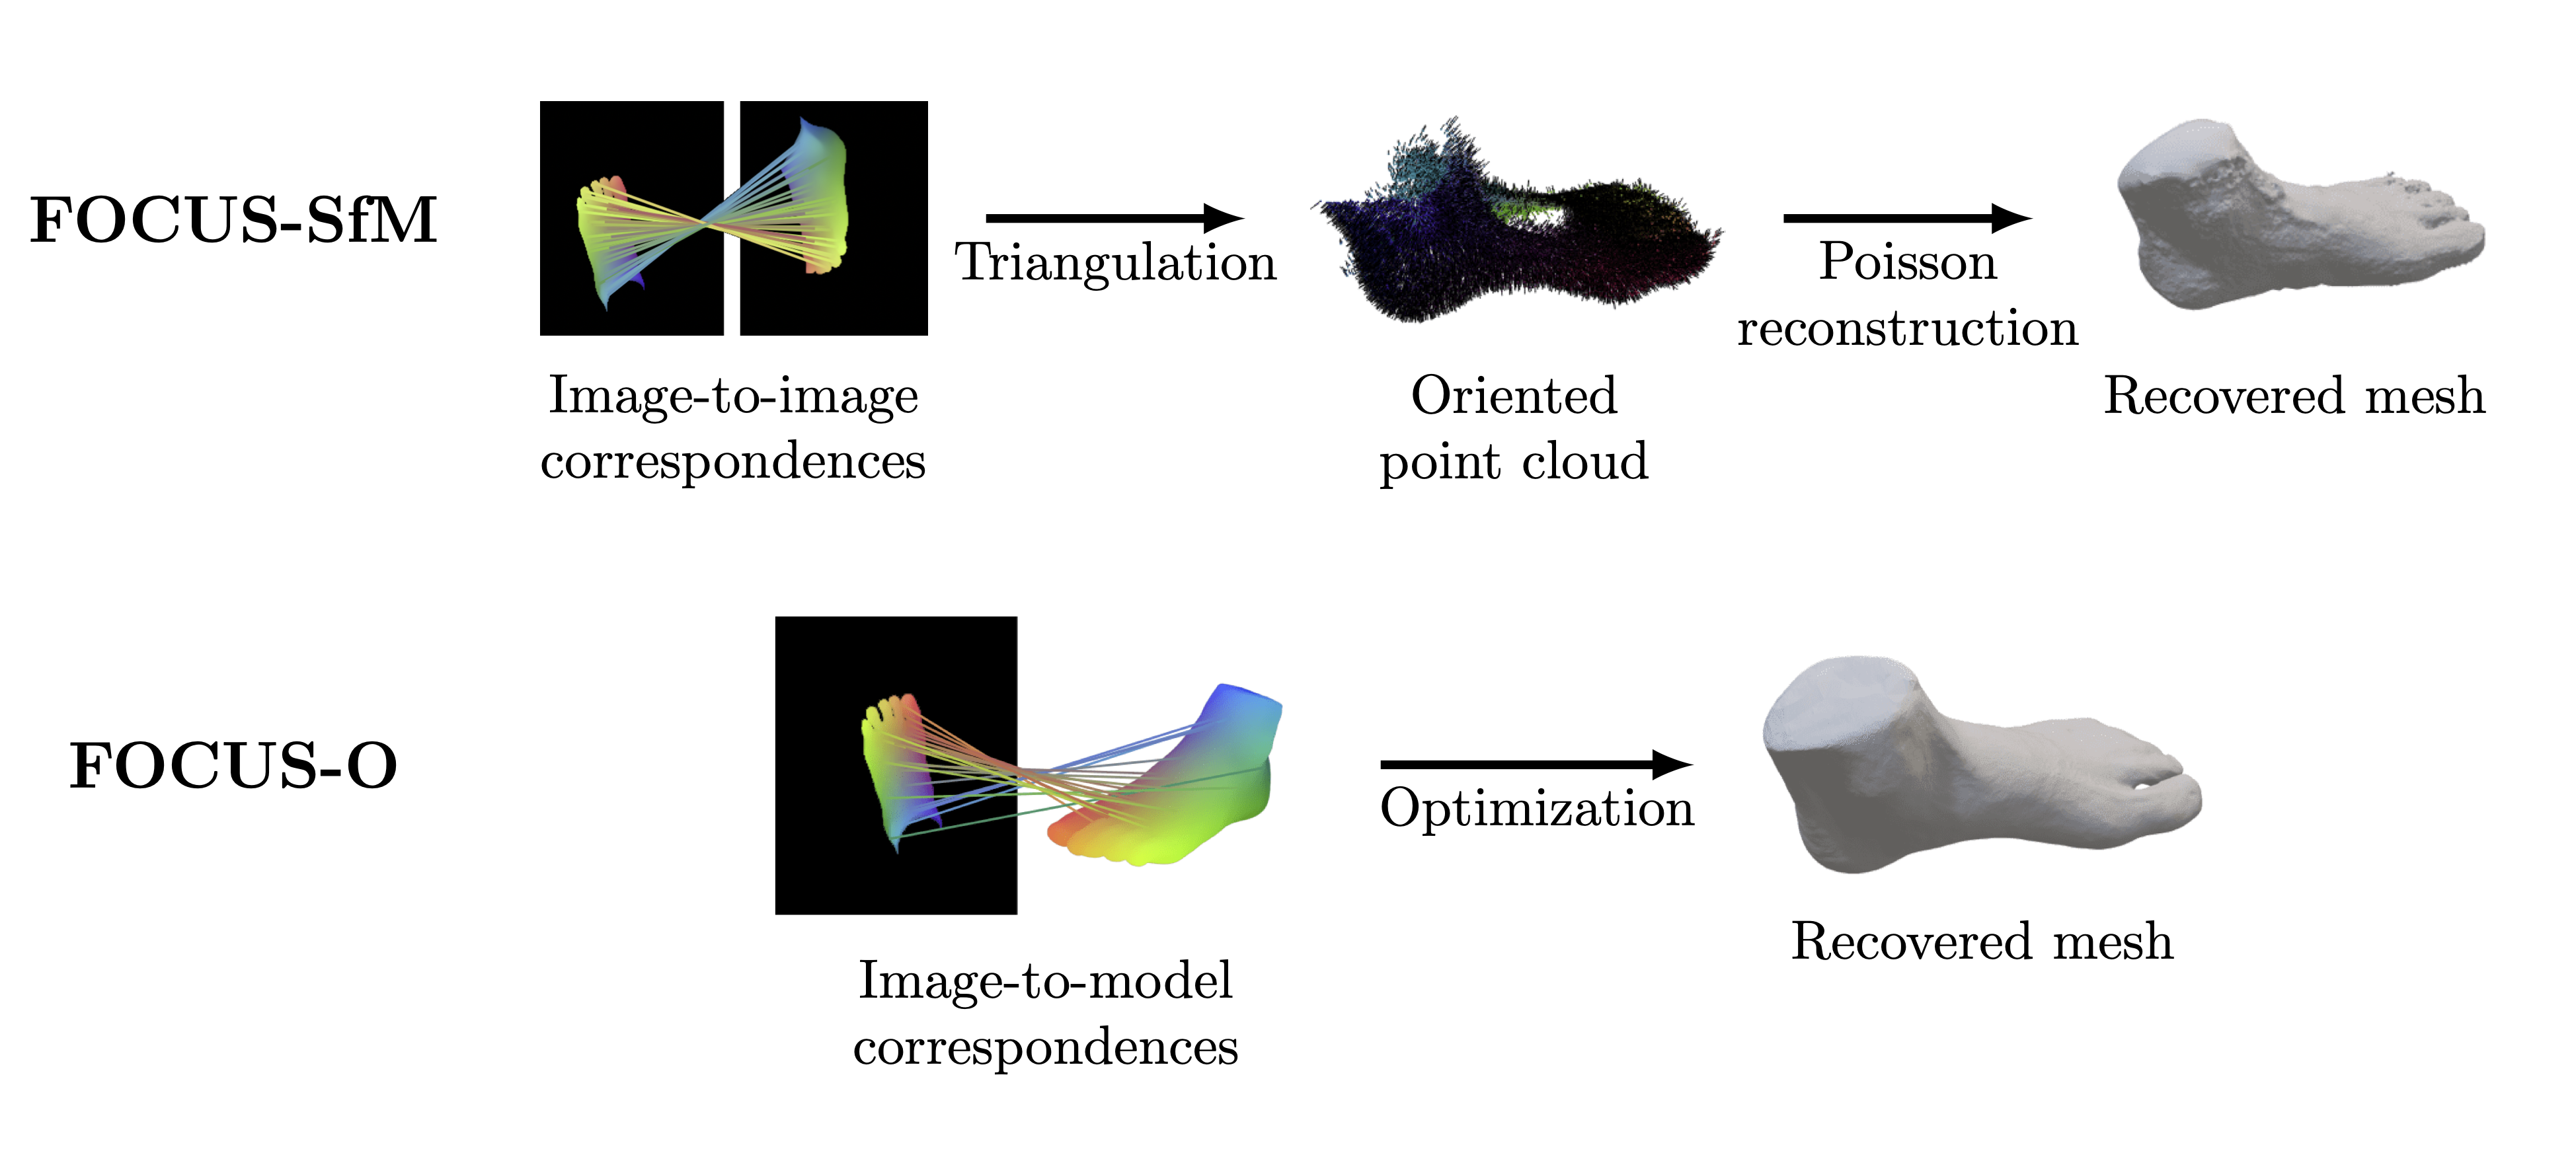 FOCUS-SfM
Triangulation
Poisson
reconstruction
Image-to-image
correspondences
Oriented
point cloud
Recovered mesh
FOCUS-O
Optimization
Image-to-model
correspondences
Recovered mesh